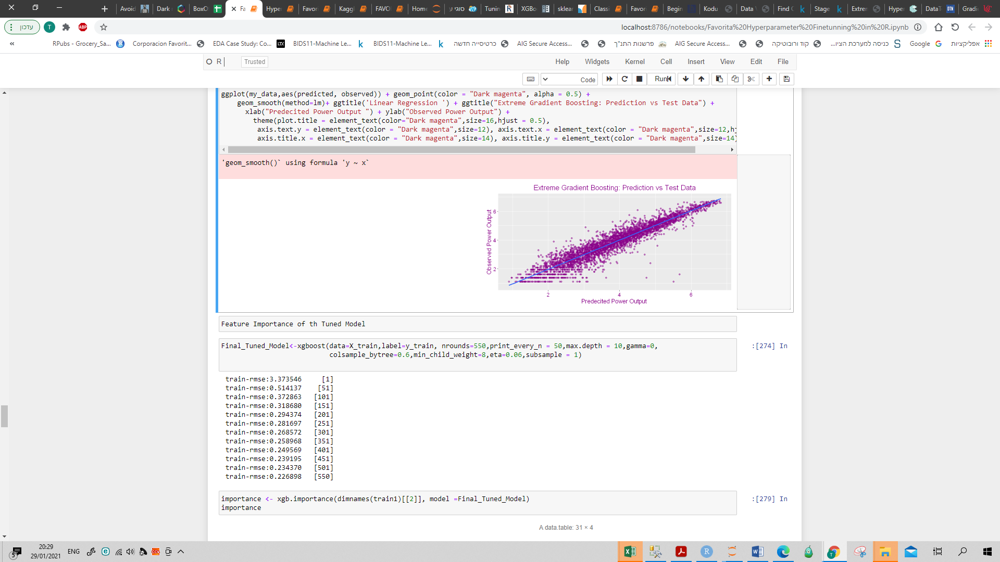 Avoid
Dark
BoxO
Fa
Hype
Favor
Kaggl
FAVO
Home
סוגי ע
Tunin
XGBo
sklear
Classi
Favori
Begin
Kodu
Data
Find
Stage
Extre
Hyper
DataT
Gradi
עדכון
T
ABP
localhost:8786/notebooks/Favorita%20Hyperparameter%20Finetunning%20in%20R.ipynb
«
RPubs - Grocery_Sa...
Corporacion Favorit...
EDA Case Study: Co...
BIDS11-Machine Le...
BIDS11-Machine Le...
כרטיסייה חדשה
AIG Secure Access...
פרשנות התנ"ך
AIG Secure Access...
קוד ורובוטיקה
כניסה למערכת הציו...
Google
אפליקציות
R
Trusted
Help
Widgets
Kernel
Cell
Insert
View
Edit
File
Code
Run
ggplot(my_data,aes(predicted, observed)) + geom_point(color = "Dark magenta", alpha = 0.5) +
geom_smooth(method=lm)+ ggtitle('Linear Regression ') + ggtitle("Extreme Gradient Boosting: Prediction vs Test Data") +
xlab("Predecited Power Output ") + ylab("Observed Power Output") +
theme(plot.title = element_text(color="Dark magenta",size=16,hjust = 0.5),
axis.text.y = element_text(color = "Dark magenta",size=12), axis.text.x = element_text(color = "Dark magenta",size=12,hj
axis.title.x = element_text(color = "Dark magenta",size=14), axis.title.y = element_text(color = "Dark magenta",size=14)
'geom_smooth()` using formula 'y ~ x`
Extreme Gradient Boosting: Prediction vs Test Data
Observed Power Output
6
4
2
2
4
6
Predecited Power Output
Feature Importance of th Tuned Model
Final_Tuned_Model<-xgboost(data=X_train,label=y_train, nrounds=550,print_every_n = 50,max.depth = 10,gamma=0,
colsample_bytree=0.6,min_child_weight=8,eta=0.06,subsample = 1)
:[274] In
train-rmse:3.373546 [1]
train-rmse:0.514137 [51]
train-rmse:0.372863 [101]
train-rmse:0.318680 [151]
train-rmse:0.294374 [201]
train-rmse:0.281697 [251]
train-rmse:0.268572 [301]
train-rmse:0.258968 [351]
train-rmse:0.249569 [401]
train-rmse:0.239195 [451]
train-rmse:0.234370 [501]
train-rmse:0.226898 [550]
importance <- xgb.importance(dimnames(train1)[[2]], model =Final_Tuned_Model)
importance
:[279] In
A data.table: 31 × 4
20:29
29/01/2021
ENG